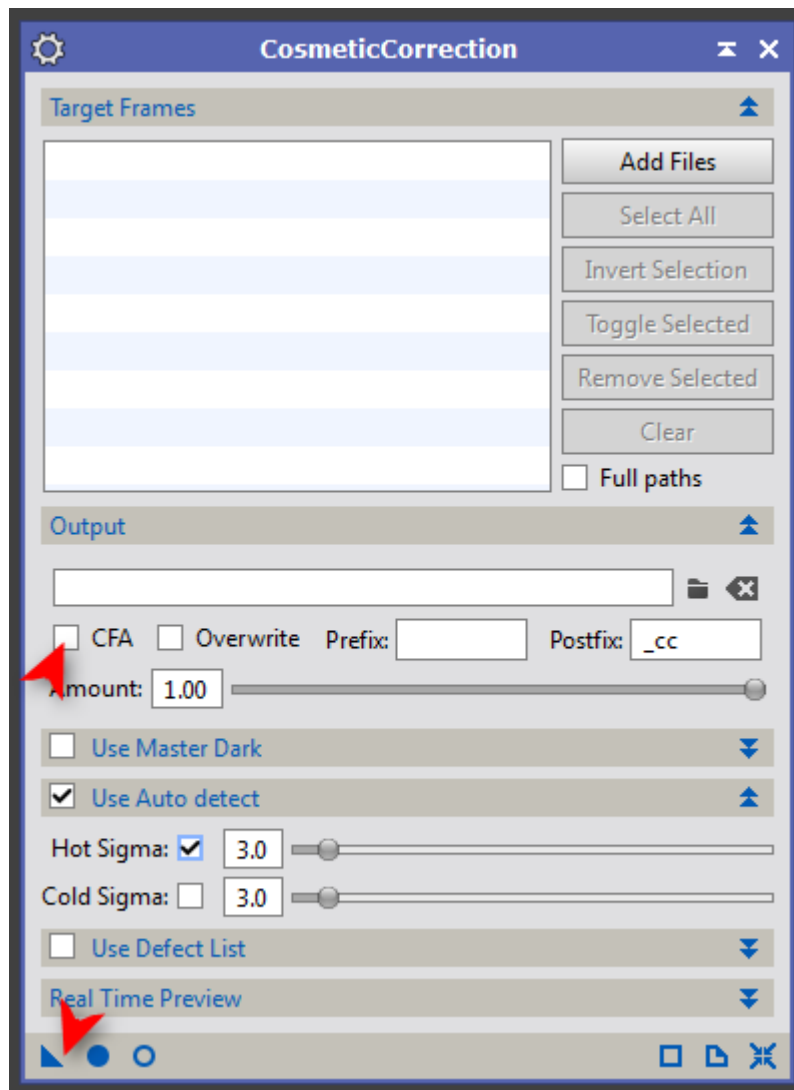 CosmeticCorrection
Target Frames
Add Files
Select All
Invert Selection
Toggle Selected
Remove Selected
Clear
Full paths
Output
CFA Overwrite Prefix: Postfix: _cc
Amount: 1.00
Use Master Dark
Use Auto detect
Hot Sigma: 3.0
Cold Sigma: 3.0
Use Defect List
Real Time Preview